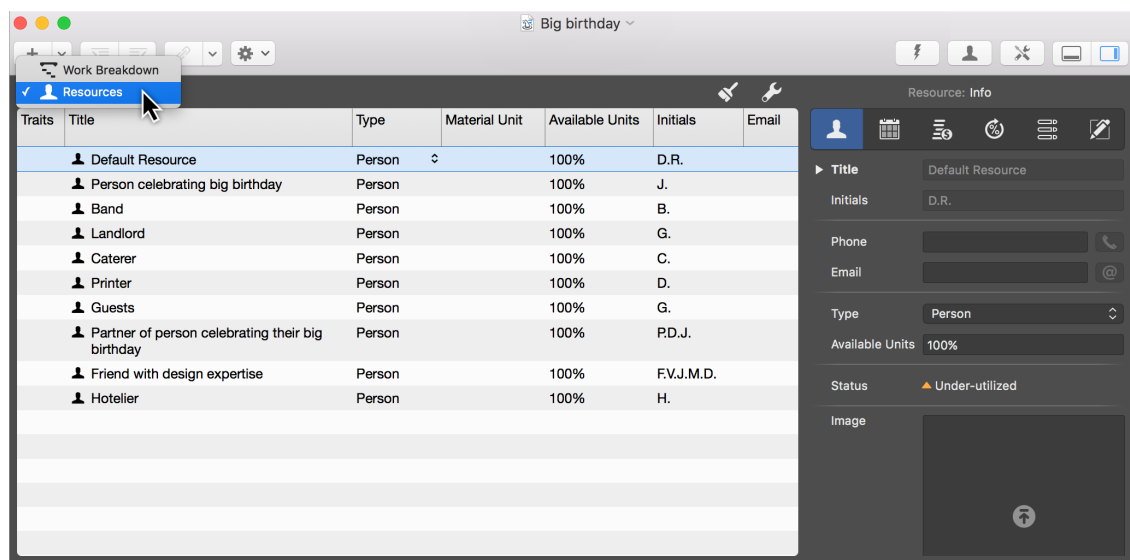 Big birthday
Work Breakdown
✓ Resources
Resource: Info
Traits Title Type Material Unit Available Units Initials Email
Default Resource Person 100% D.R.
Person celebrating big birthday Person 100% J.
Band Person 100% B.
Landlord Person 100% G.
Caterer Person 100% C.
Printer Person 100% D.
Guests Person 100% G.
Partner of person celebrating their big Person 100% P.D.J.
birthday
Friend with design expertise Person 100% F.V.J.M.D.
Hotelier Person 100% H.
Title Default Resource
Initials D.R.
Phone
Email @
Type Person
Available Units 100%
Status Under-utilized
Image